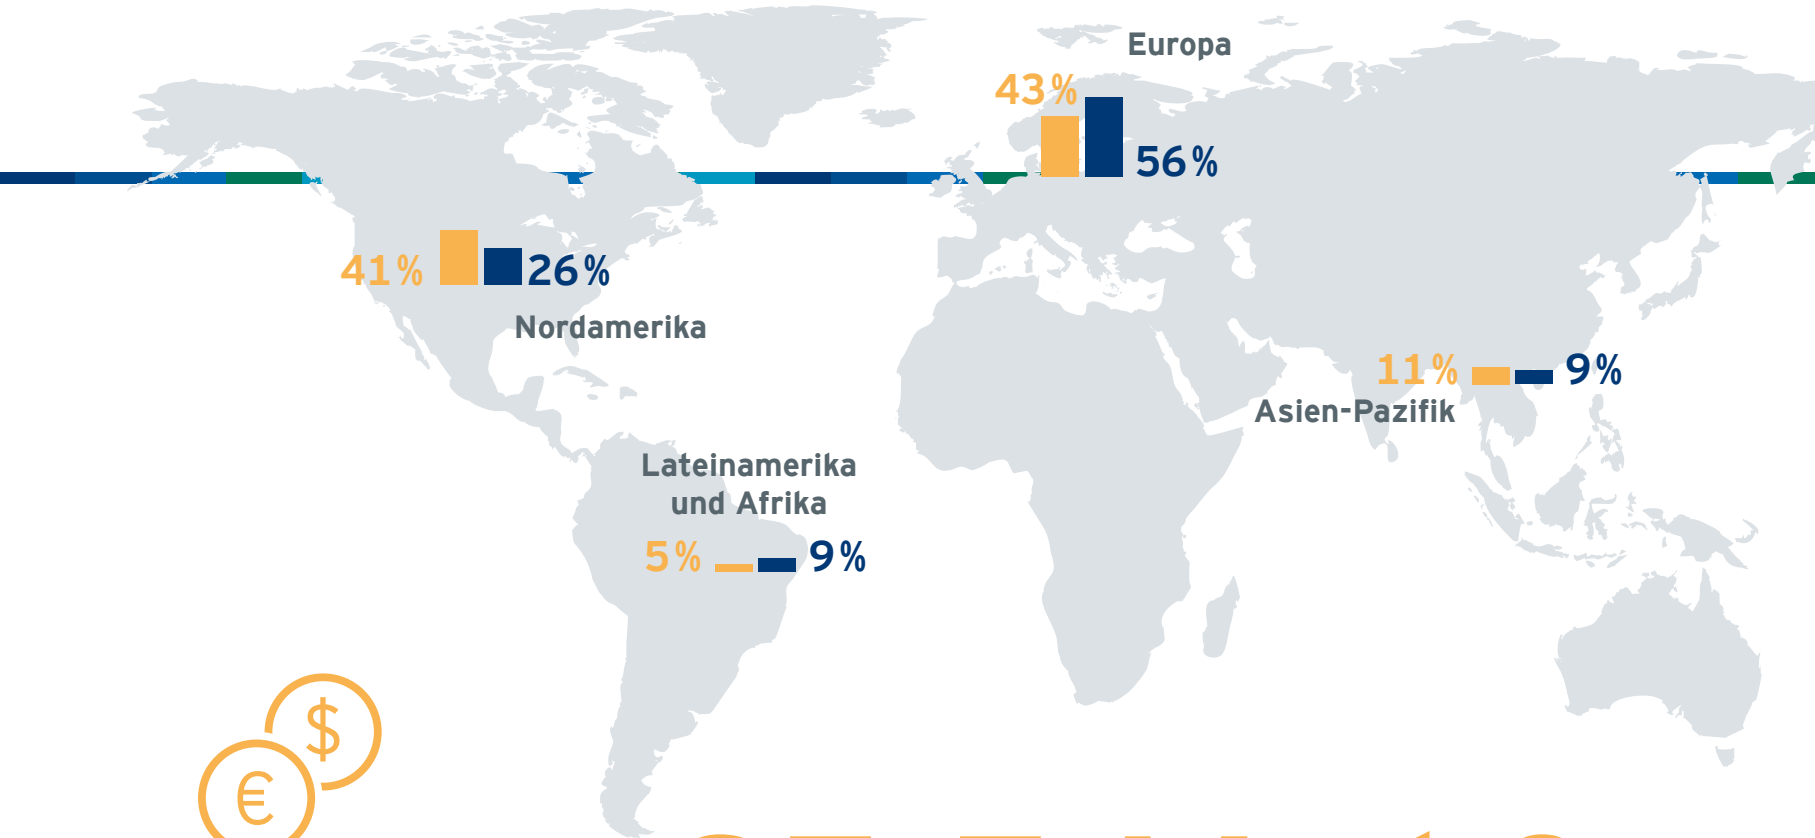 Europa
43 %
56 %
41 %
26 %
Nordamerika
11 %
9 %
Asien-Pazifik
Lateinamerika
und Afrika
5 %
9 %
$
€